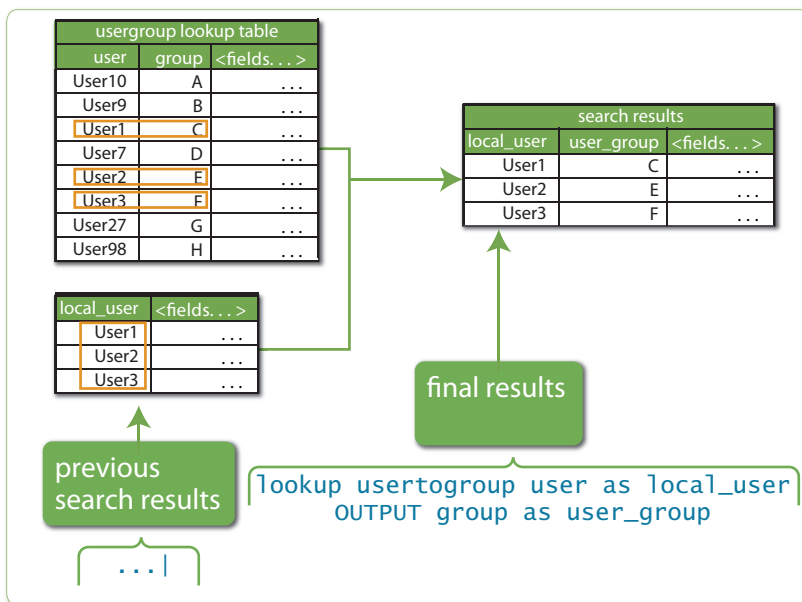 usergroup lookup table
user group <fields...>
User10 A ...
User9 B ...
User1 C ...
User7 D ...
User2 E ...
User3 F ...
User27 G ...
User98 H ...
local_user <fields...>
User1 ...
User2 ...
User3 ...
search results
local_user user_group <fields...>
User1 C ...
User2 E ...
User3 F ...
previous
search results
...|
final results
lookup usertogroup user as local_user
OUTPUT group as user_group